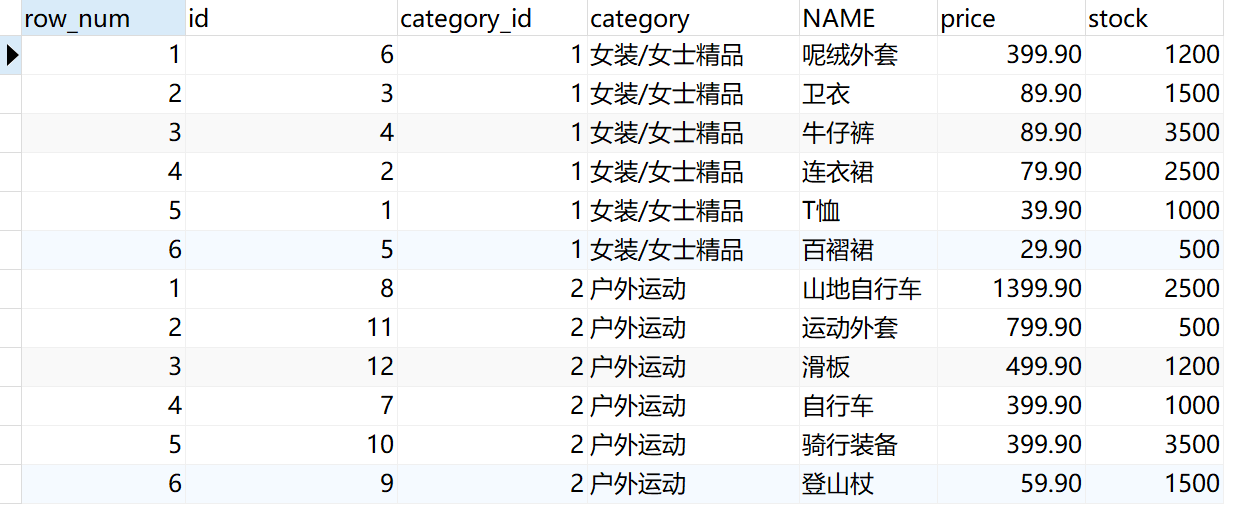 row_num id category_id category NAME price stock
1 6 1 女装/女士精品 呢绒外套 399.90 1200
2 3 1 女装/女士精品 卫衣 89.90 1500
3 4 1 女装/女士精品 牛仔裤 89.90 3500
4 2 1 女装/女士精品 连衣裙 79.90 2500
5 1 1 女装/女士精品 T恤 39.90 1000
6 5 1 女装/女士精品 百褶裙 29.90 500
1 8 2 户外运动 山地自行车 1399.90 2500
2 11 2 户外运动 运动外套 799.90 500
3 12 2 户外运动 滑板 499.90 1200
4 7 2 户外运动 自行车 399.90 1000
5 10 2 户外运动 骑行装备 399.90 3500
6 9 2 户外运动 登山杖 59.90 1500